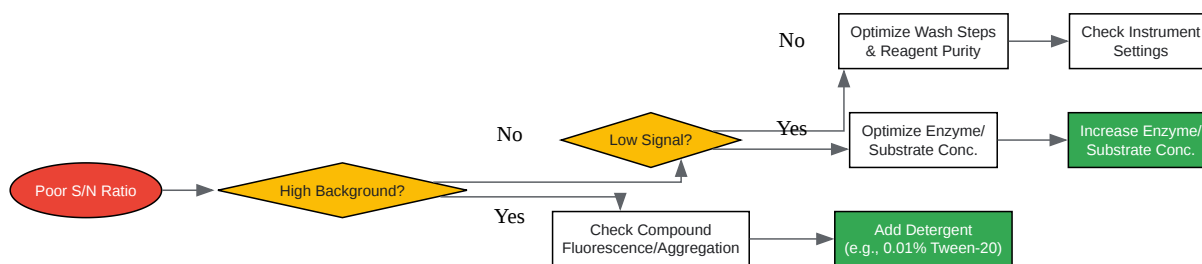 No
Optimize Wash Steps
& Reagent Purity
Check Instrument
Settings
No
Low Signal?
Yes
Optimize Enzyme/
Substrate Conc.
Increase Enzyme/
Substrate Conc.
Poor S/N Ratio
High Background?
Yes
Check Compound
Fluorescence/Aggregation
Add Detergent
(e.g., 0.01% Tween-20)